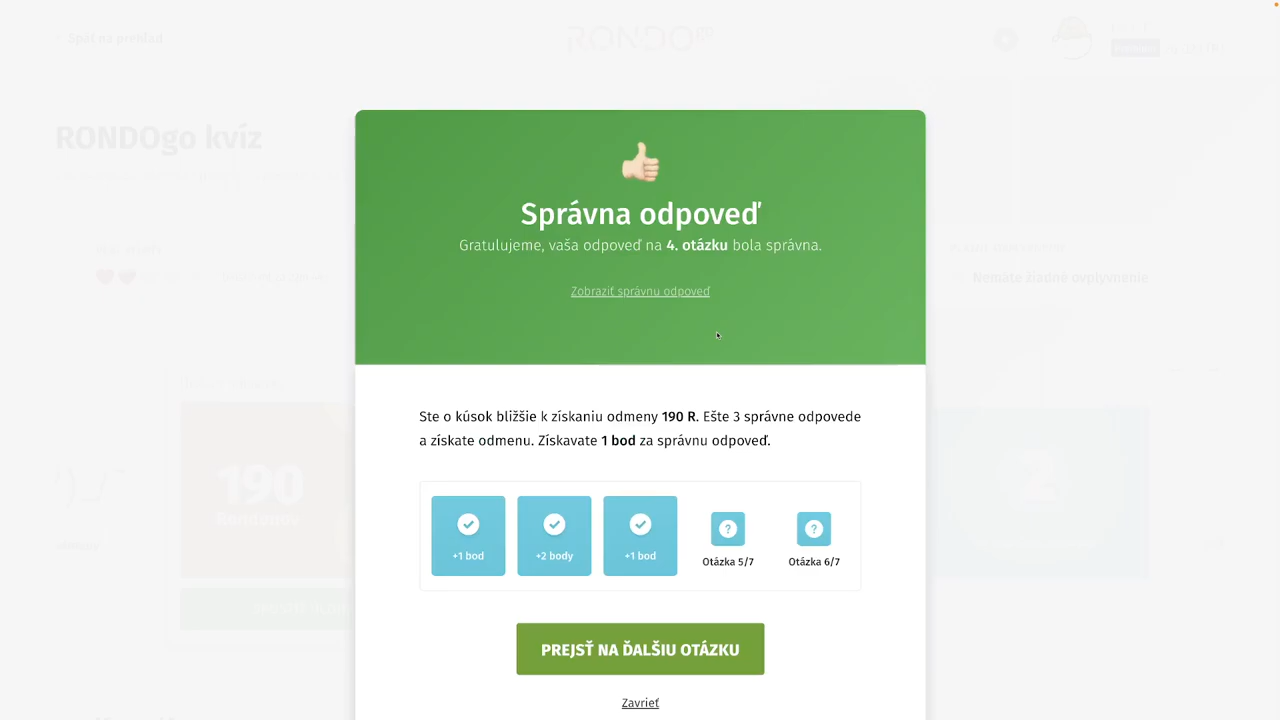 Späť na prehľad
RONDO
RONDOgo kvíz
Nemáte žiadne ovplyvnenie
190
Rondenov
2
Správna odpoveď
Gratulujeme, vaša odpoveď na 4. otázku bola správna.
Zobraziť správnu odpoveď
Ste o kúsok bližšie k získaniu odmeny 190 R. Ešte 3 správne odpovede
a získate odmenu. Získavate 1 bod za správnu odpoveď.
+1 bod
+2 body
+1 bod
Otázka 5/7
Otázka 6/7
PREJSŤ NA ĎALŠIU OTÁZKU
Zavrieť